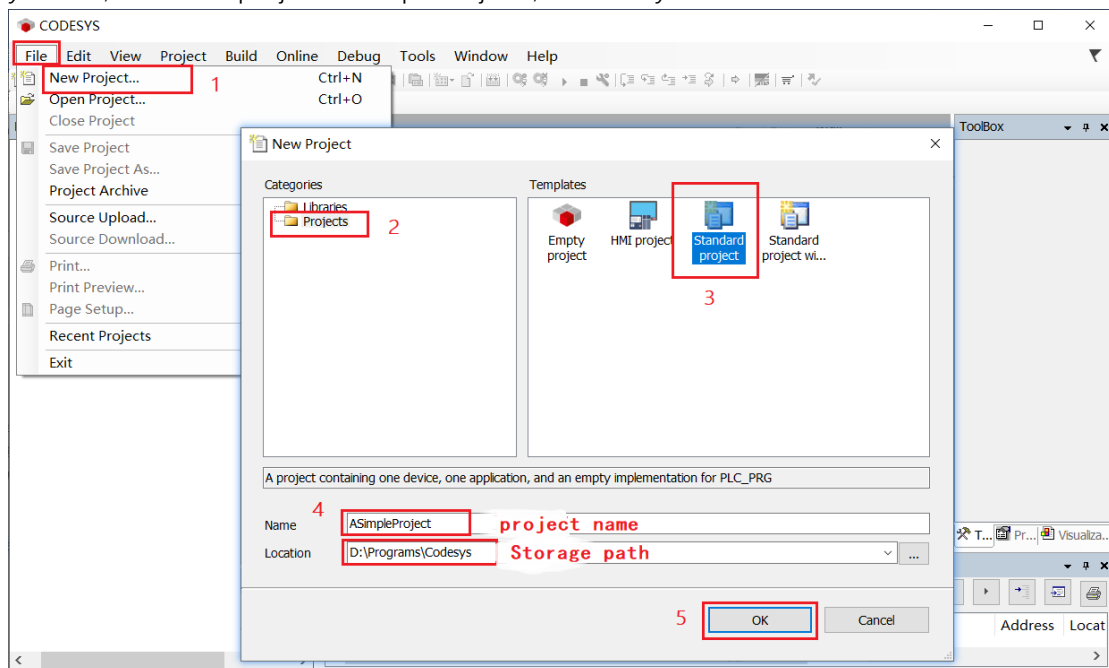 CODESYS
File Edit View Project Build Online Debug Tools Window Help
New Project... Ctrl+N
1
Open Project... Ctrl+O
Close Project
Save Project
Save Project As...
Project Archive
Source Upload...
Source Download...
Print...
Print Preview...
Page Setup...
Recent Projects
Exit
ToolBox
New Project
Categories
Libraries
Projects
2
Templates
Empty project
HMI project
Standard project
Standard project wi...
3
A project containing one device, one application, and an empty implementation for PLC_PRG
4
Name ASimpleProject project name
Location D:\Programs\Codesys Storage path ...
5 OK Cancel
T... Pr... Visualiza...
Address Locat